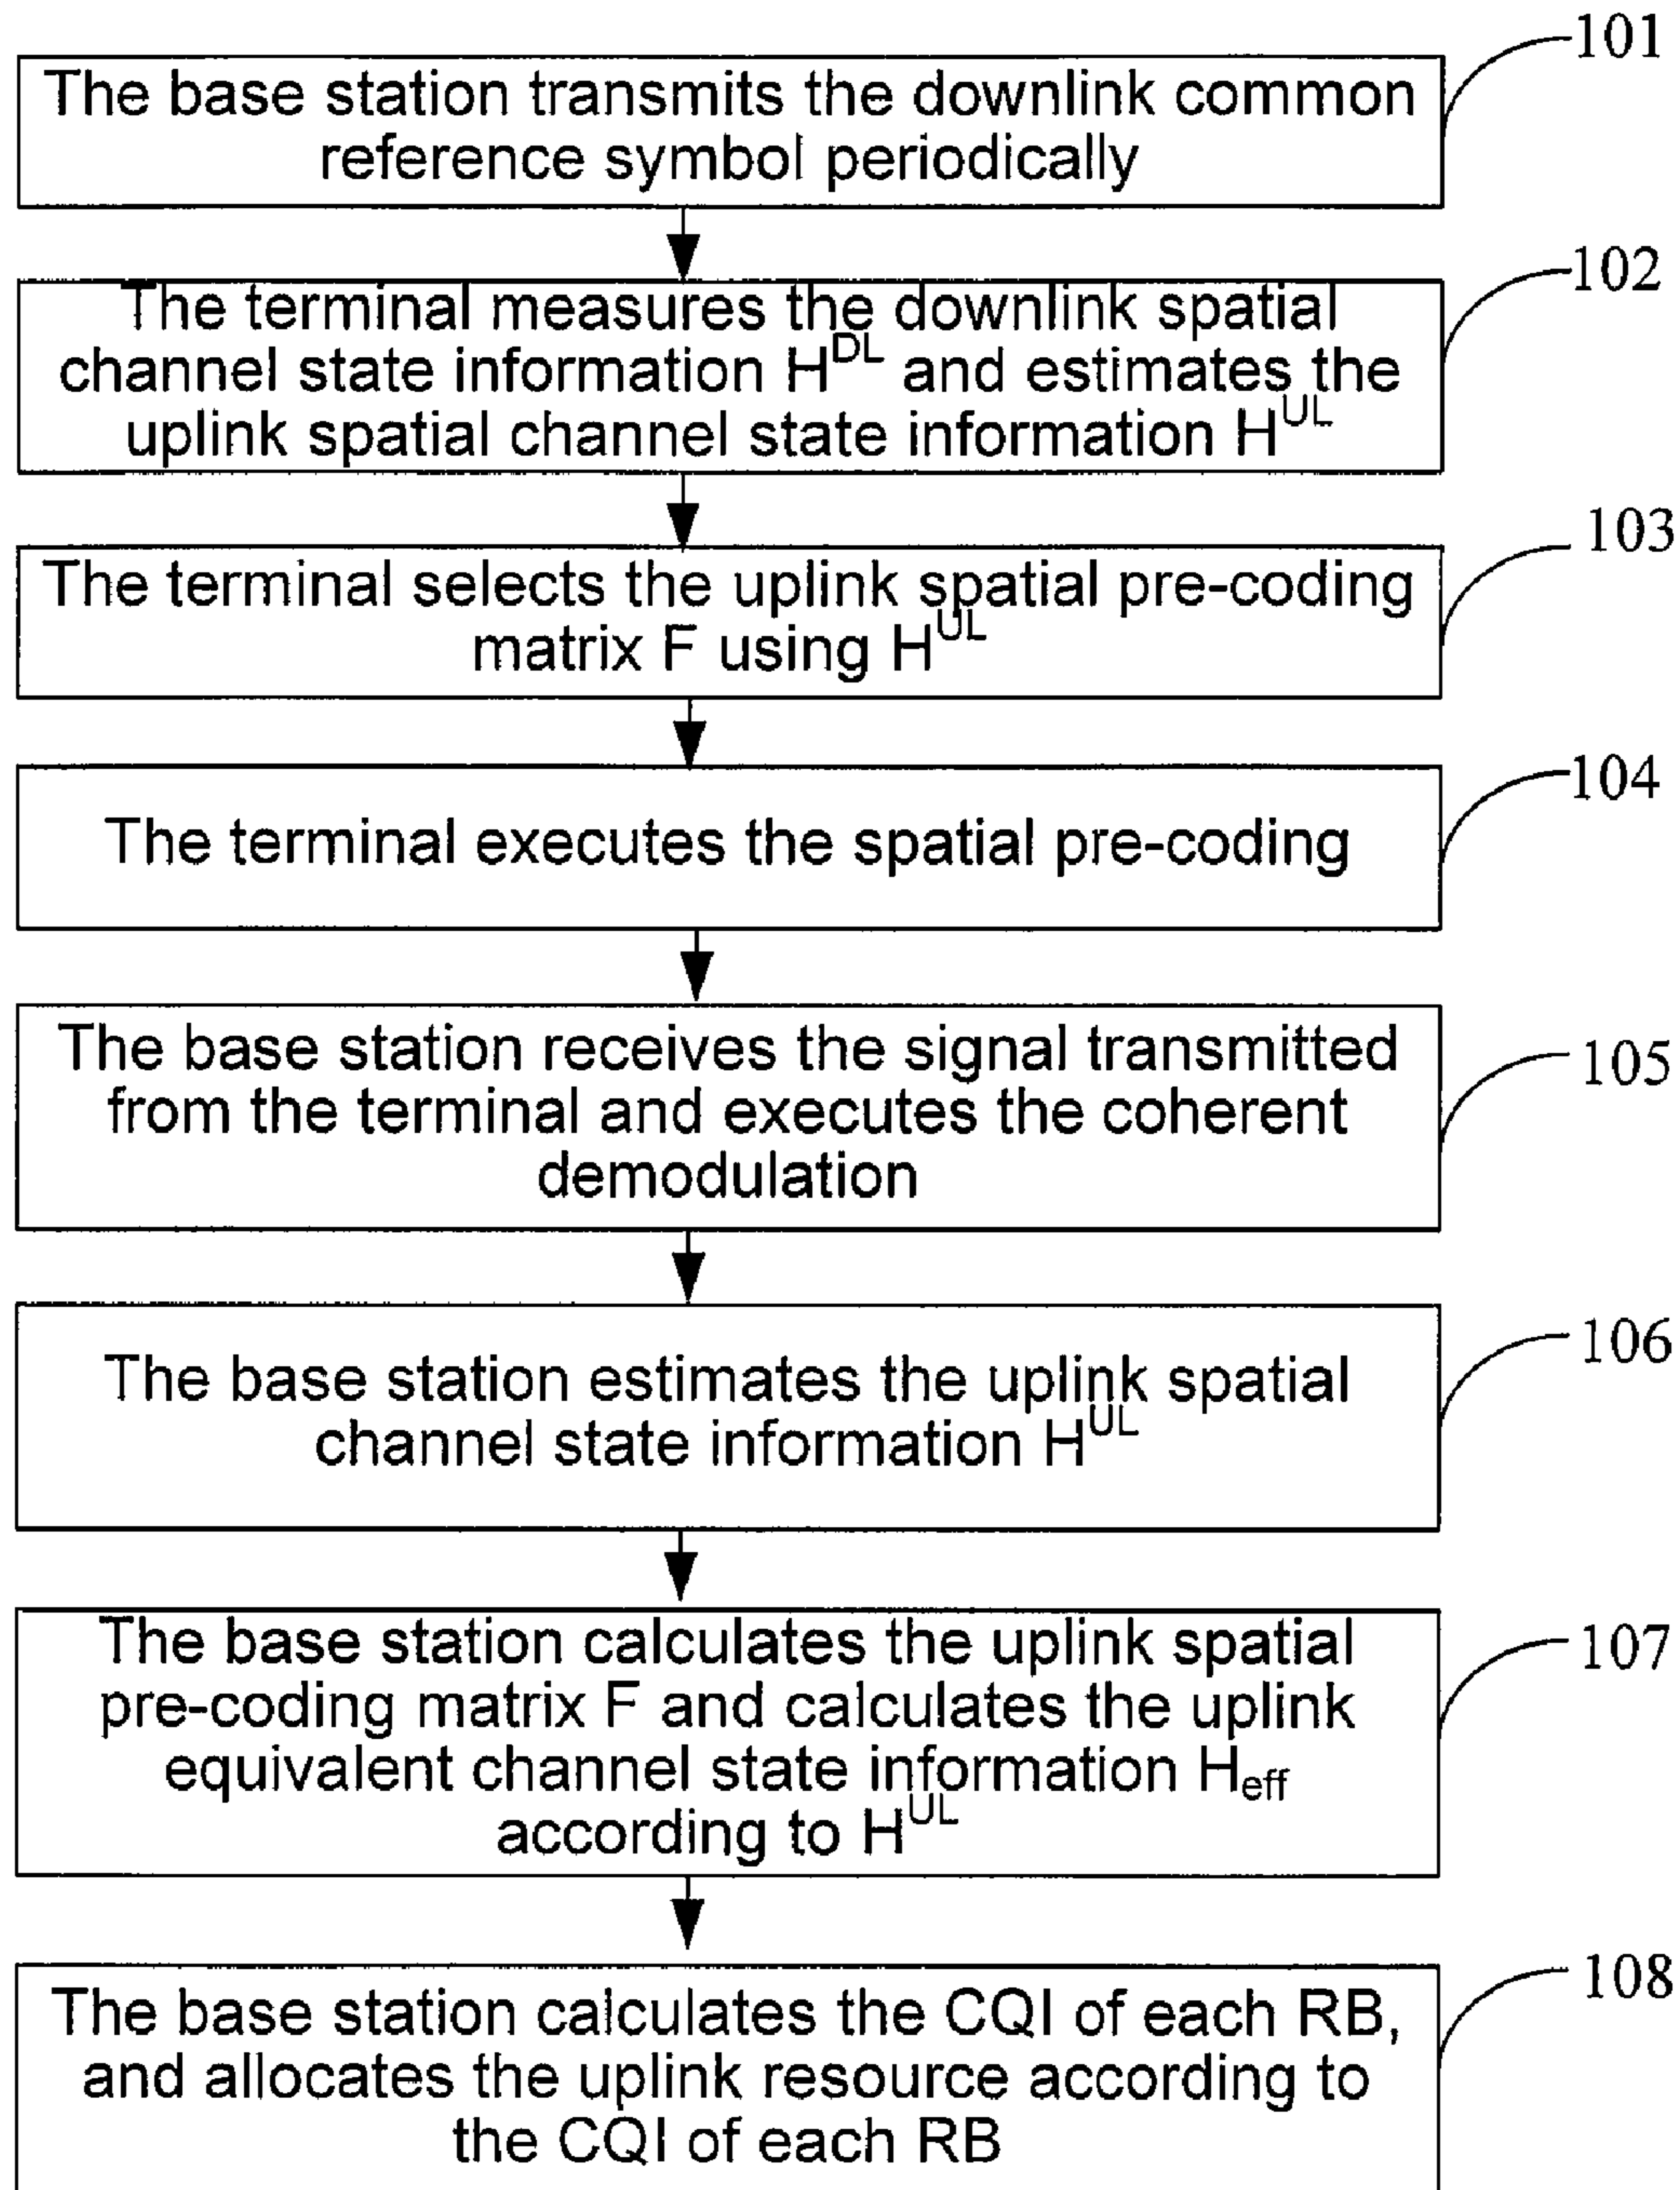 101
The base station transmits the downlink common
reference symbol periodically
102
The terminal measures the downlink spatial
channel state information H^DL and estimates the
uplink spatial channel state information H^UL
103
The terminal selects the uplink spatial pre-coding
matrix F using H^UL
104
The terminal executes the spatial pre-coding
The base station receives the signal transmitted
from the terminal and executes the coherent
demodulation
105
The base station estimates the uplink spatial
channel state information H^UL
106
The base station calculates the uplink spatial
pre-coding matrix F and calculates the uplink
equivalent channel state information H_eff
according to H^UL
107
The base station calculates the CQI of each RB,
and allocates the uplink resource according to
the CQI of each RB
108